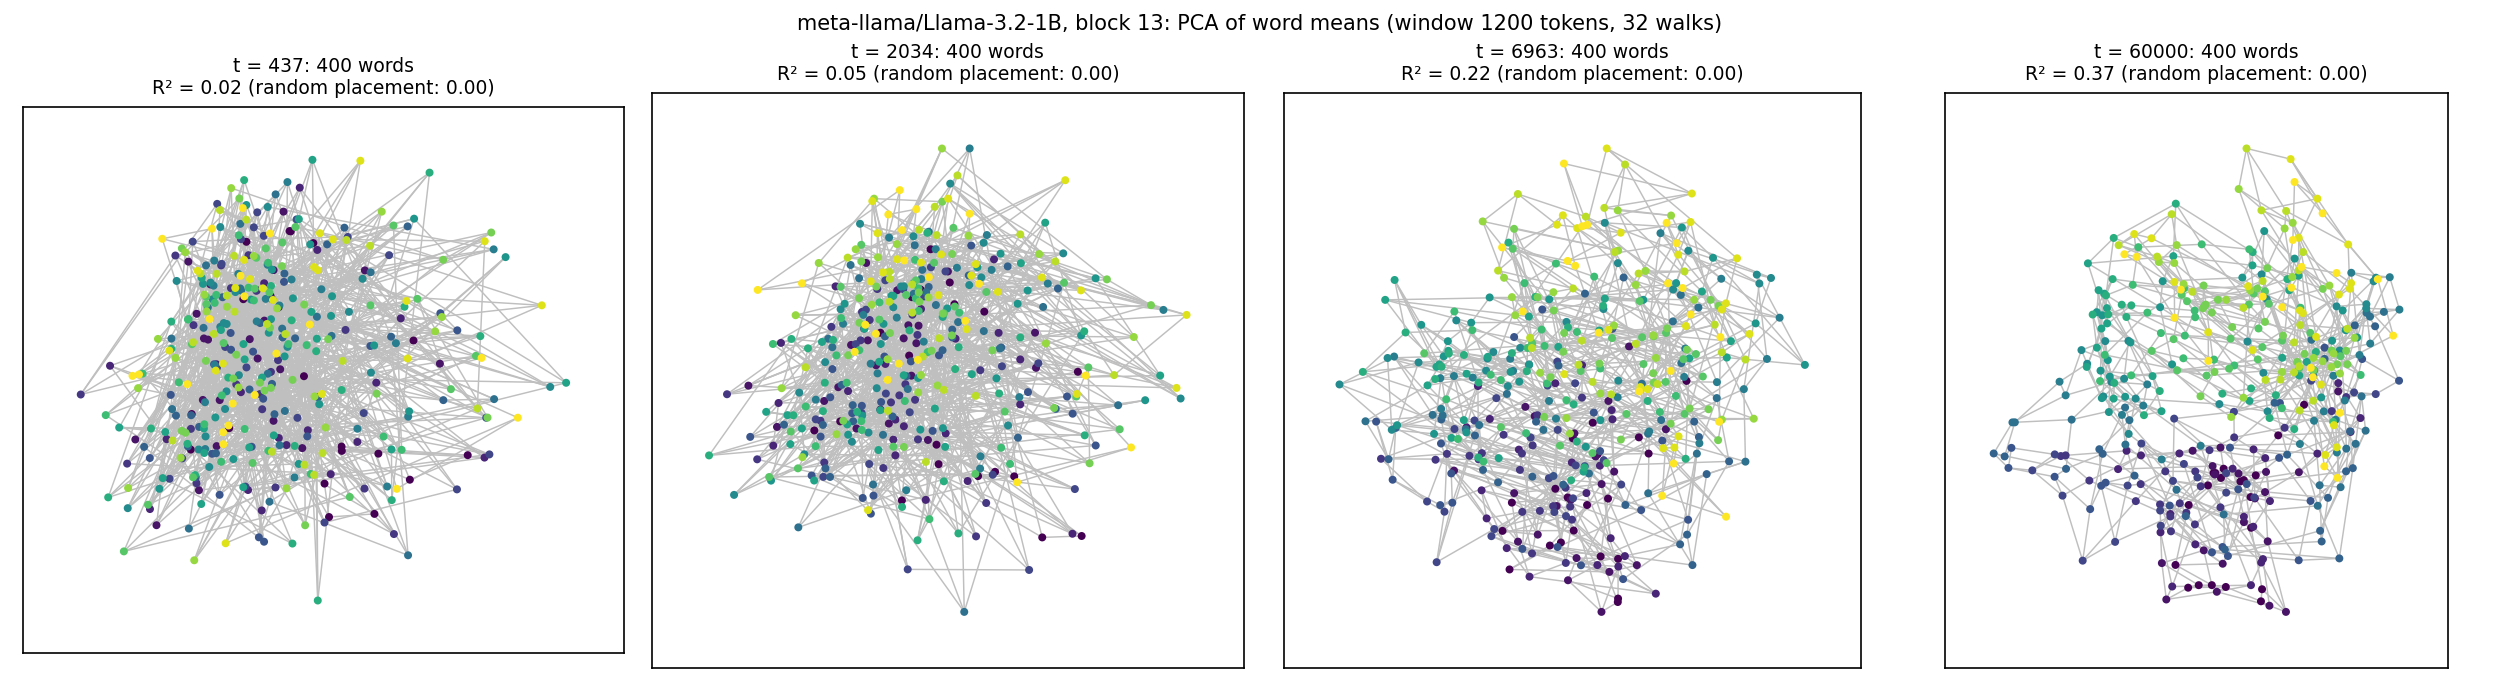 meta-llama/Llama-3.2-1B, block 13: PCA of word means (window 1200 tokens, 32 walks)
t = 437: 400 words
R² = 0.02 (random placement: 0.00)
t = 2034: 400 words
R² = 0.05 (random placement: 0.00)
t = 6963: 400 words
R² = 0.22 (random placement: 0.00)
t = 60000: 400 words
R² = 0.37 (random placement: 0.00)